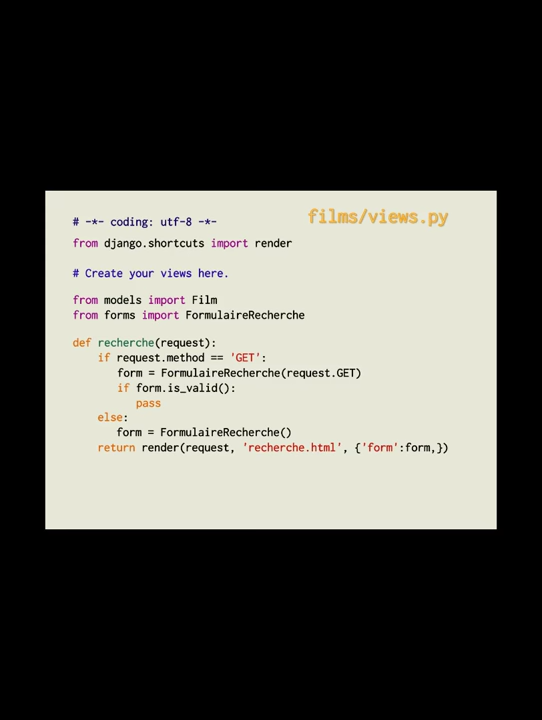 films/views.py
# -*- coding: utf-8 -*-
from django.shortcuts import render
# Create your views here.
from models import Film
from forms import FormulaireRecherche
def recherche(request):
    if request.method == 'GET':
        form = FormulaireRecherche(request.GET)
        if form.is_valid():
            pass
    else:
        form = FormulaireRecherche()
    return render(request, 'recherche.html', {'form':form,})